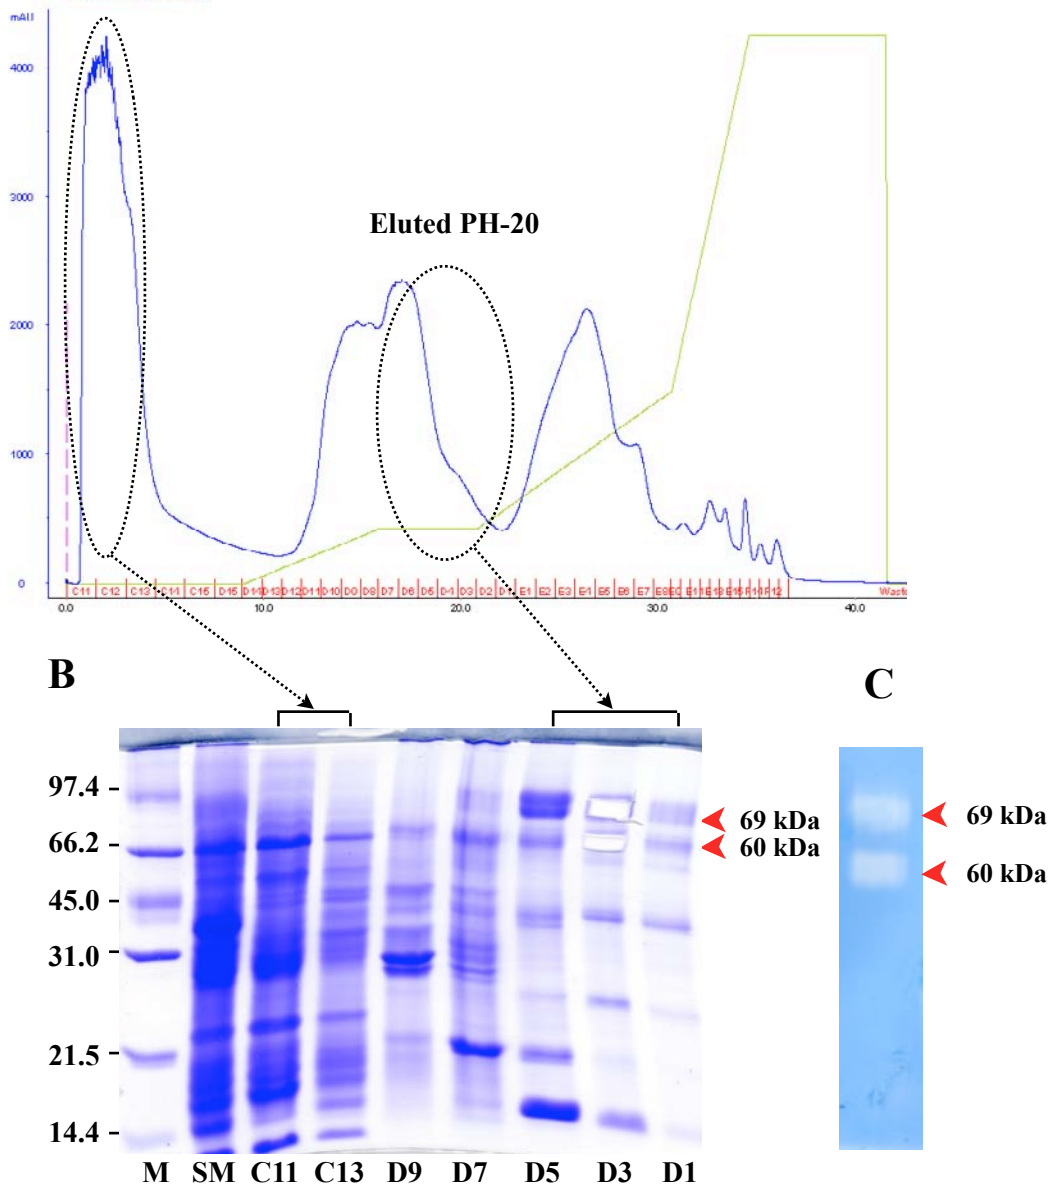 mAU
4000
3000
2000
1000
0
Eluted PH-20
C11 C12 C13 C14 C15 D15 D14 D13 D12 D11 D10 D9 D8 D7 D6 D5 D4 D3 D2 D1 E1 E2 E3 E4 E5 E6 E7 E8 Waste
0.0 10.0 20.0 30.0 40.0
B
C
97.4
66.2
45.0
31.0
21.5
14.4
69 kDa
60 kDa
69 kDa
60 kDa
M SM C11 C13 D9 D7 D5 D3 D1